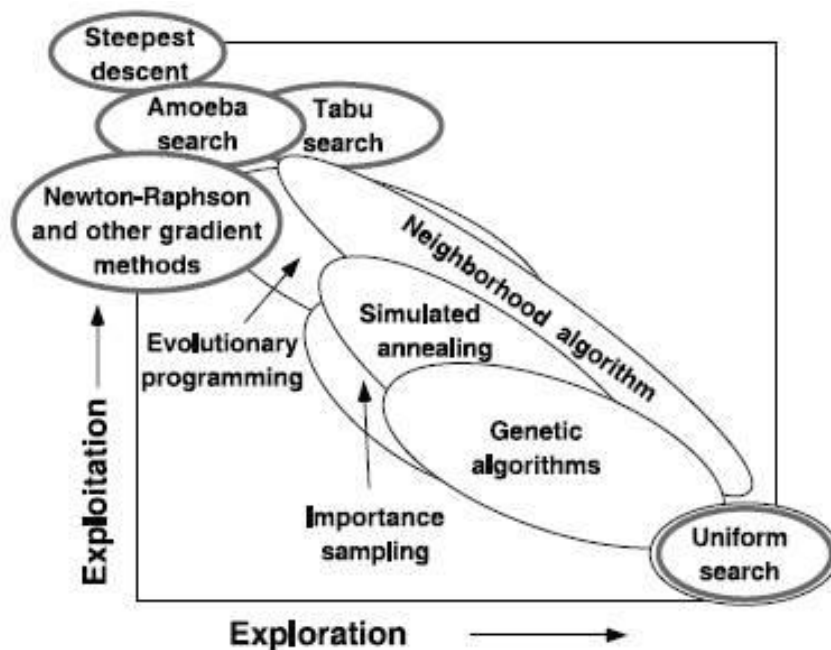 Steepest
descent
Amoeba
search
Tabu
search
Newton-Raphson
and other gradient
methods
Neighborhood algorithm
Simulated
annealing
Evolutionary
programming
Genetic
algorithms
Importance
sampling
Uniform
search
Exploitation
Exploration